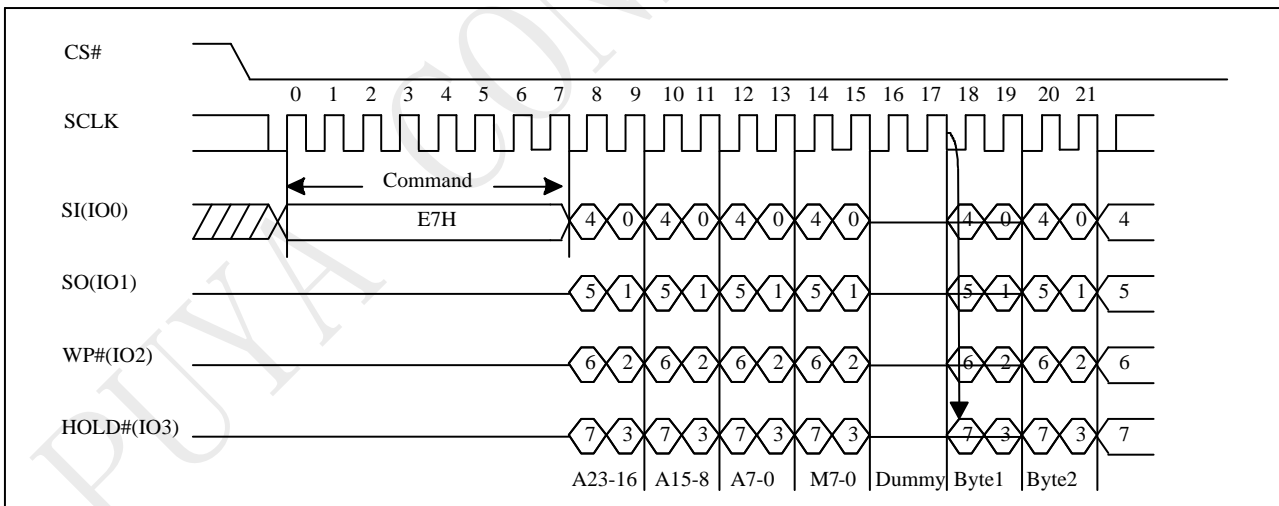 CS#
0 1 2 3 4 5 6 7 8 9 10 11 12 13 14 15 16 17 18 19 20 21
SCLK
Command
SI(IO0) E7H 4 0 4 0 4 0 4 0 4 0 4 0 4
SO(IO1) 5 1 5 1 5 1 5 1 5 1 5 1 5
WP#(IO2) 6 2 6 2 6 2 6 2 6 2 6 2 6
HOLD#(IO3) 7 3 7 3 7 3 7 3 7 3 7 3 7
A23-16 A15-8 A7-0 M7-0 Dummy Byte1 Byte2
PUYA CON